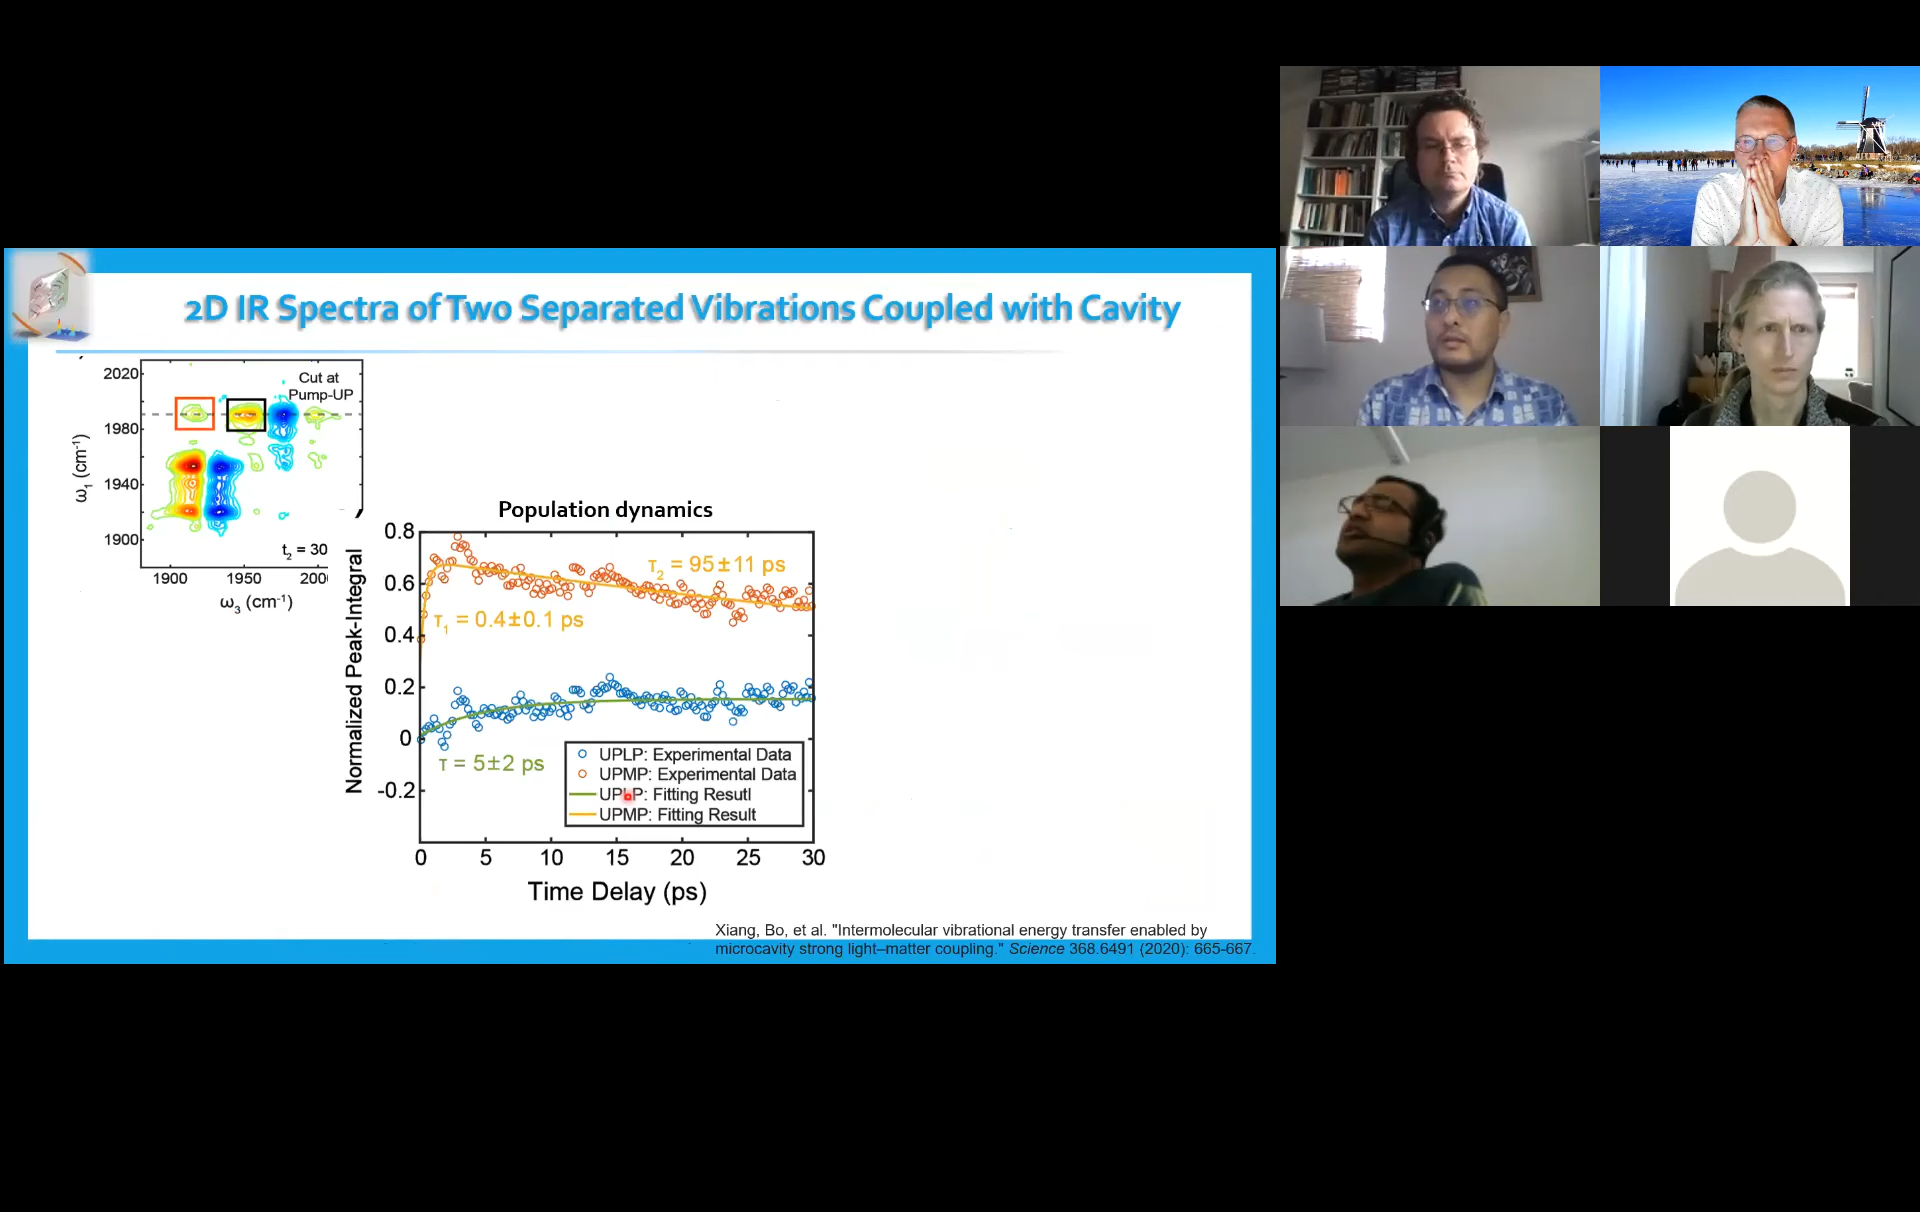 2D IR Spectra of Two Separated Vibrations Coupled with Cavity
2020
1980
1940
1900
ω1 (cm-1)
Cut at
Pump-UP
t2 = 30
1900 1950 200
ω3 (cm-1)
Population dynamics
Normalized Peak-Integral
0.8
0.6
0.4
0.2
0
-0.2
τ2 = 95±11 ps
τ1 = 0.4±0.1 ps
τ = 5±2 ps
UPLP: Experimental Data
UPMP: Experimental Data
UPLP: Fitting Resutl
UPMP: Fitting Result
0 5 10 15 20 25 30
Time Delay (ps)
Xiang, Bo, et al. "Intermolecular vibrational energy transfer enabled by
microcavity strong light–matter coupling." Science 368.6491 (2020): 665-667.